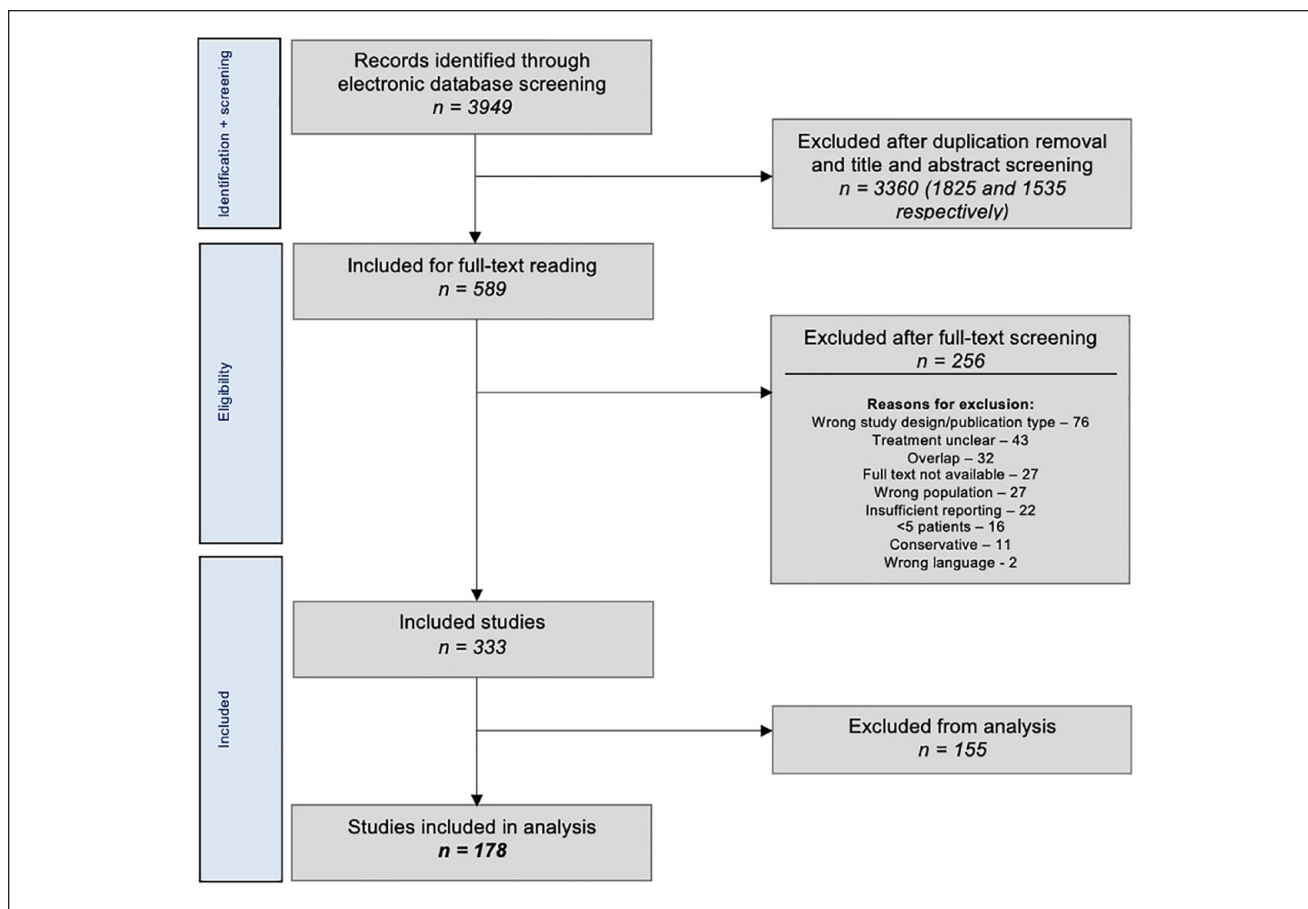 Identification + screening
Records identified through
electronic database screening
n = 3949
Excluded after duplication removal
and title and abstract screening
n = 3360 (1825 and 1535
respectively)
Eligibility
Included for full-text reading
n = 589
Excluded after full-text screening
n = 256
Reasons for exclusion:
Wrong study design/publication type – 76
Treatment unclear – 43
Overlap – 32
Full text not available – 27
Wrong population – 27
Insufficient reporting – 22
<5 patients – 16
Conservative – 11
Wrong language - 2
Included
Included studies
n = 333
Excluded from analysis
n = 155
Studies included in analysis
n = 178